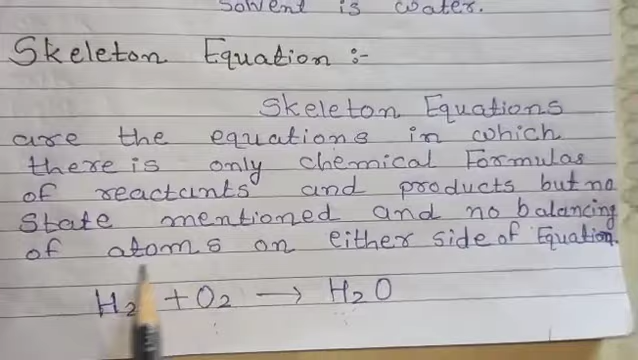 Solvent is water.
Skeleton Equation :-
Skeleton Equations
are the equations in which
there is only chemical Formulas
of reactants and products but no
State mentioned and no balancing
of atoms on either side of Equation.
H2 + O2 → H2O